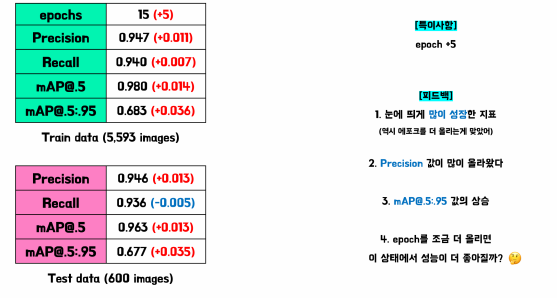 epochs 15 (+5)
Precision 0.947 (+0.011)
Recall 0.940 (+0.007)
mAP@.5 0.980 (+0.014)
mAP@.5:.95 0.683 (+0.036)
Train data (5,593 images)
Precision 0.946 (+0.013)
Recall 0.936 (-0.005)
mAP@.5 0.963 (+0.013)
mAP@.5:.95 0.677 (+0.035)
Test data (600 images)
[특이사항]
epoch +5
[피드백]
1. 눈에 띄게 많이 성장한 지표
(역시 에포크를 더 올리는게 맞았어)
2. Precision 값이 많이 올라왔다
3. mAP@.5:.95 값의 상승
4. epoch를 조금 더 올리면
이 상태에서 성능이 더 좋아질까? 🤔